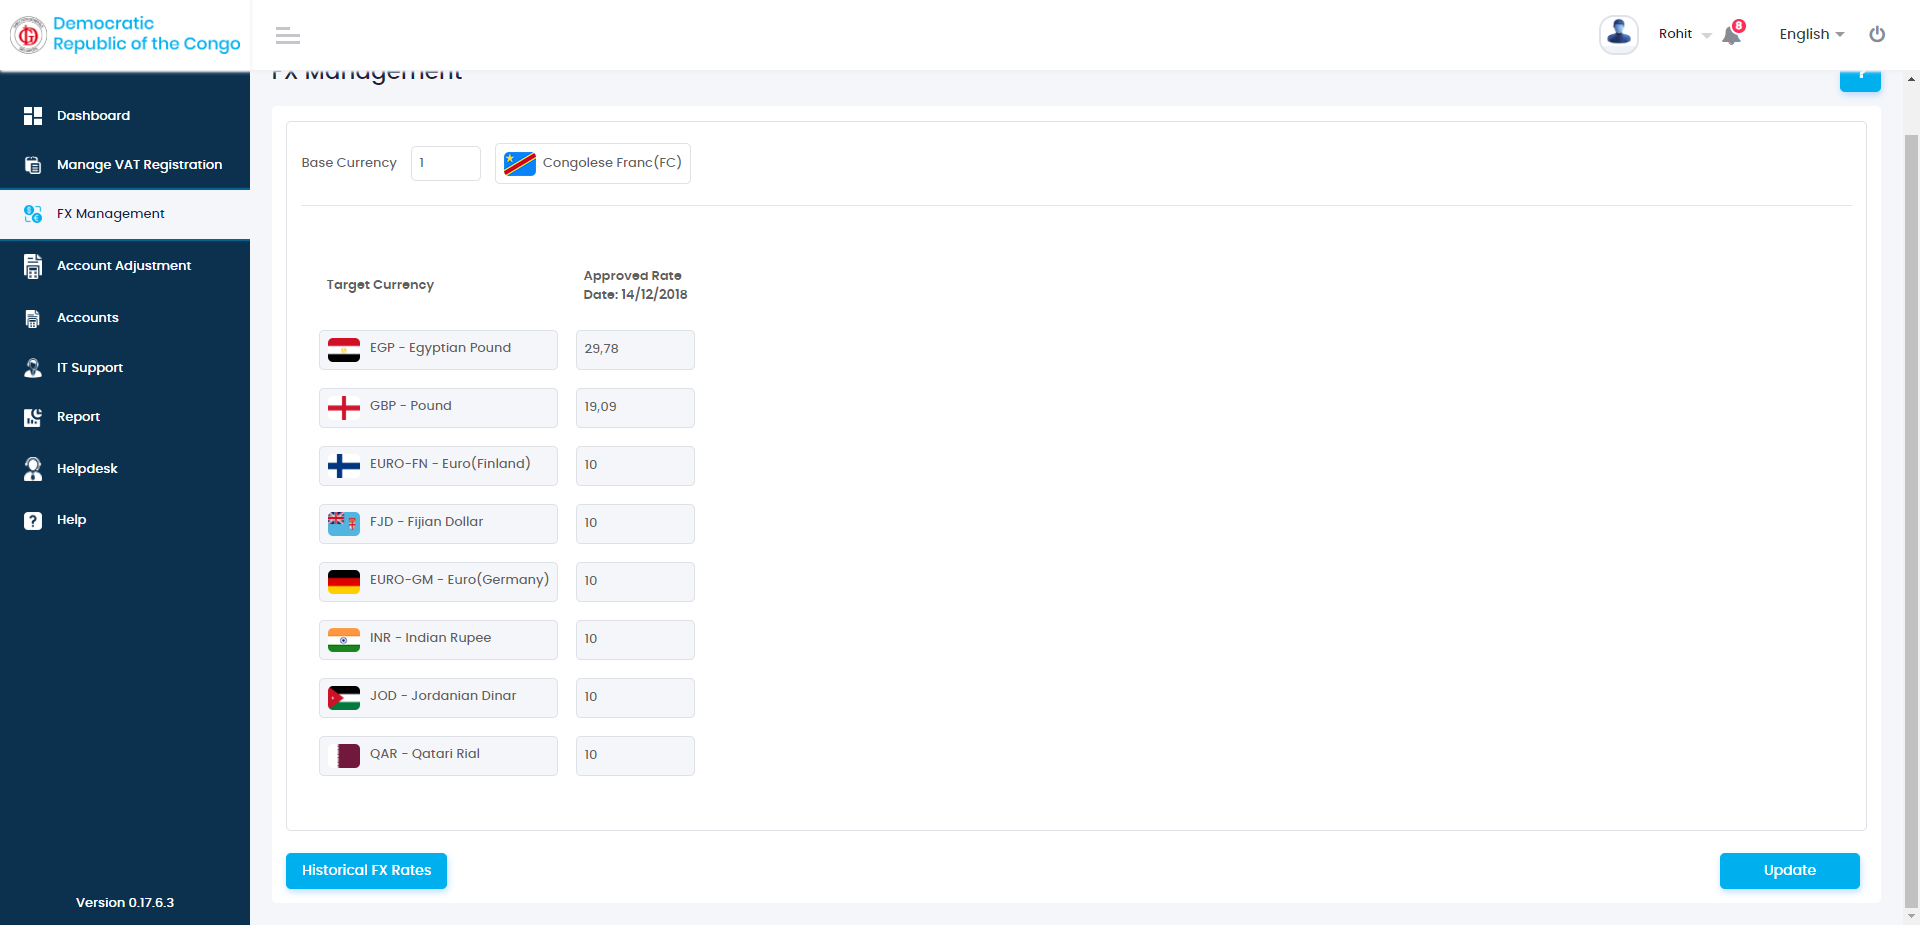 Democratic
Republic of the Congo
Rohit
8
English
FX Management
Dashboard
Manage VAT Registration
FX Management
Account Adjustment
Accounts
IT Support
Report
Helpdesk
Help
Version 0.17.6.3
Base Currency 1 Congolese Franc(FC)
Target Currency
Approved Rate
Date: 14/12/2018
EGP - Egyptian Pound 29,78
GBP - Pound 19,09
EURO-FN - Euro(Finland) 10
FJD - Fijian Dollar 10
EURO-GM - Euro(Germany) 10
INR - Indian Rupee 10
JOD - Jordanian Dinar 10
QAR - Qatari Rial 10
Historical FX Rates
Update